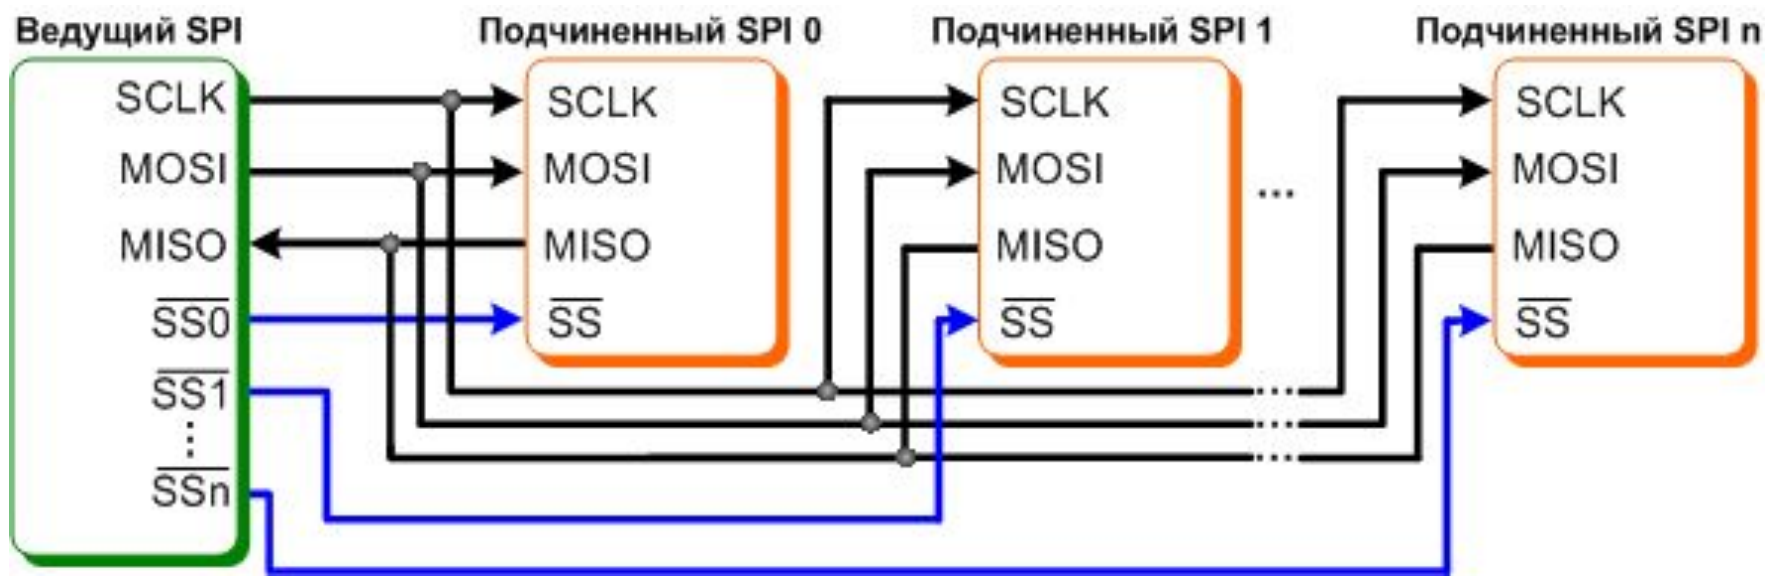 Ведущий SPI
SCLK
MOSI
MISO
SS0
SS1
⋮
SSn
Подчиненный SPI 0
SCLK
MOSI
MISO
SS
Подчиненный SPI 1
SCLK
MOSI
MISO
SS
...
Подчиненный SPI n
SCLK
MOSI
MISO
SS